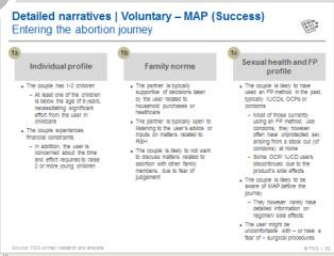 Detailed narratives | Voluntary – MAP (Success)
Entering the abortion journey
1a
Individual profile
• The couple has 1-2 children
– At least one of the children
is below the age of 5 years,
necessitating significant
effort from the user in
childcare
• The couple experiences
financial constraints
– In addition, the user is
concerned about the time
and effort required to raise
2 or more young children
1b
Family norms
• The partner is typically
supportive of decisions taken
by the user related to
household purchases or
healthcare
• The partner is typically open to
listening to the user's advice or
inputs on matters related to
RSH
• The couple is likely to not want
to discuss matters related to
abortion with other family
members, due to fear of
judgement
1c
Sexual health and FP
profile
• The couple is likely to have
used an FP method in the past,
typically IUCDs, OCPs or
condoms
– Most of those currently
using an FP method, use
condoms; they however
often have unprotected sex,
arising from a stock out (of
condoms) at home
– Some OCP/ IUCD users
discontinued due to the
product's side effects
• The couple is likely to be
aware of MAP before the
journey
– They however rarely have
detailed information on
regimen/ side effects
• The user might be
uncomfortable with – or have a
fear of – surgical procedures
Source: FSG primary research and analysis
© FSG |